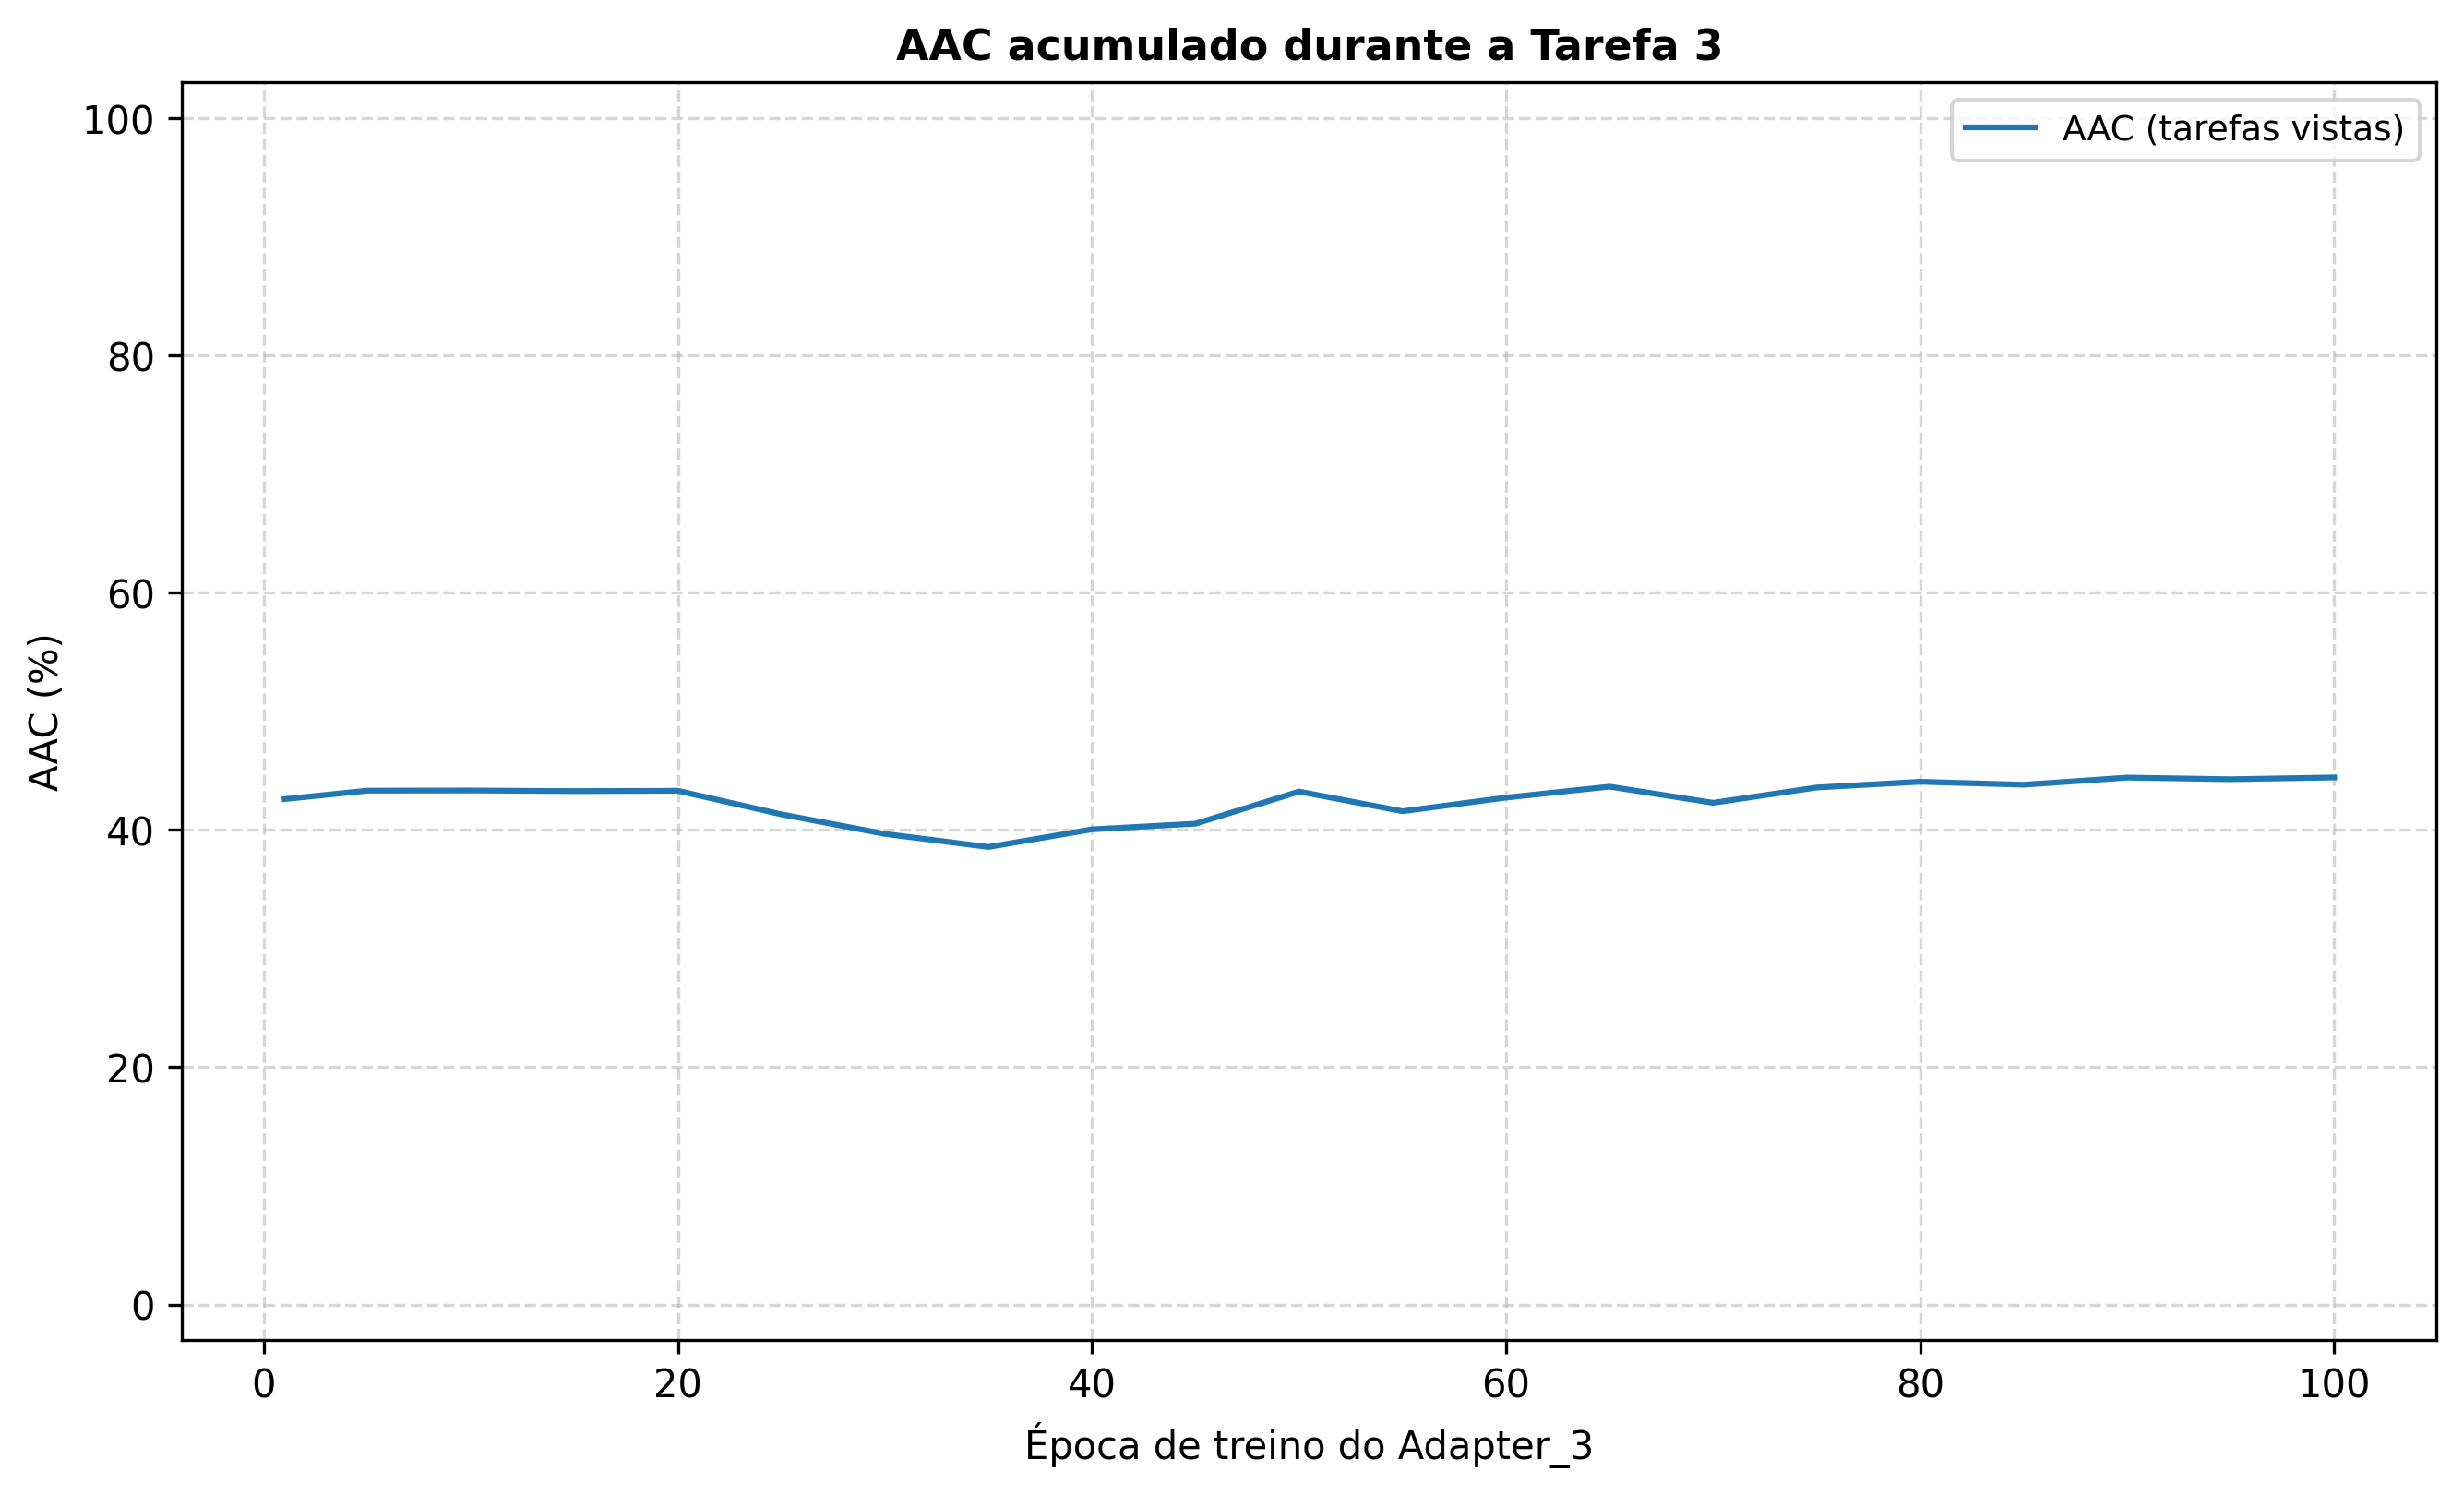 AAC acumulado durante a Tarefa 3
AAC (tarefas vistas)
100
80
60
40
20
0
AAC (%)
0 20 40 60 80 100
Época de treino do Adapter_3